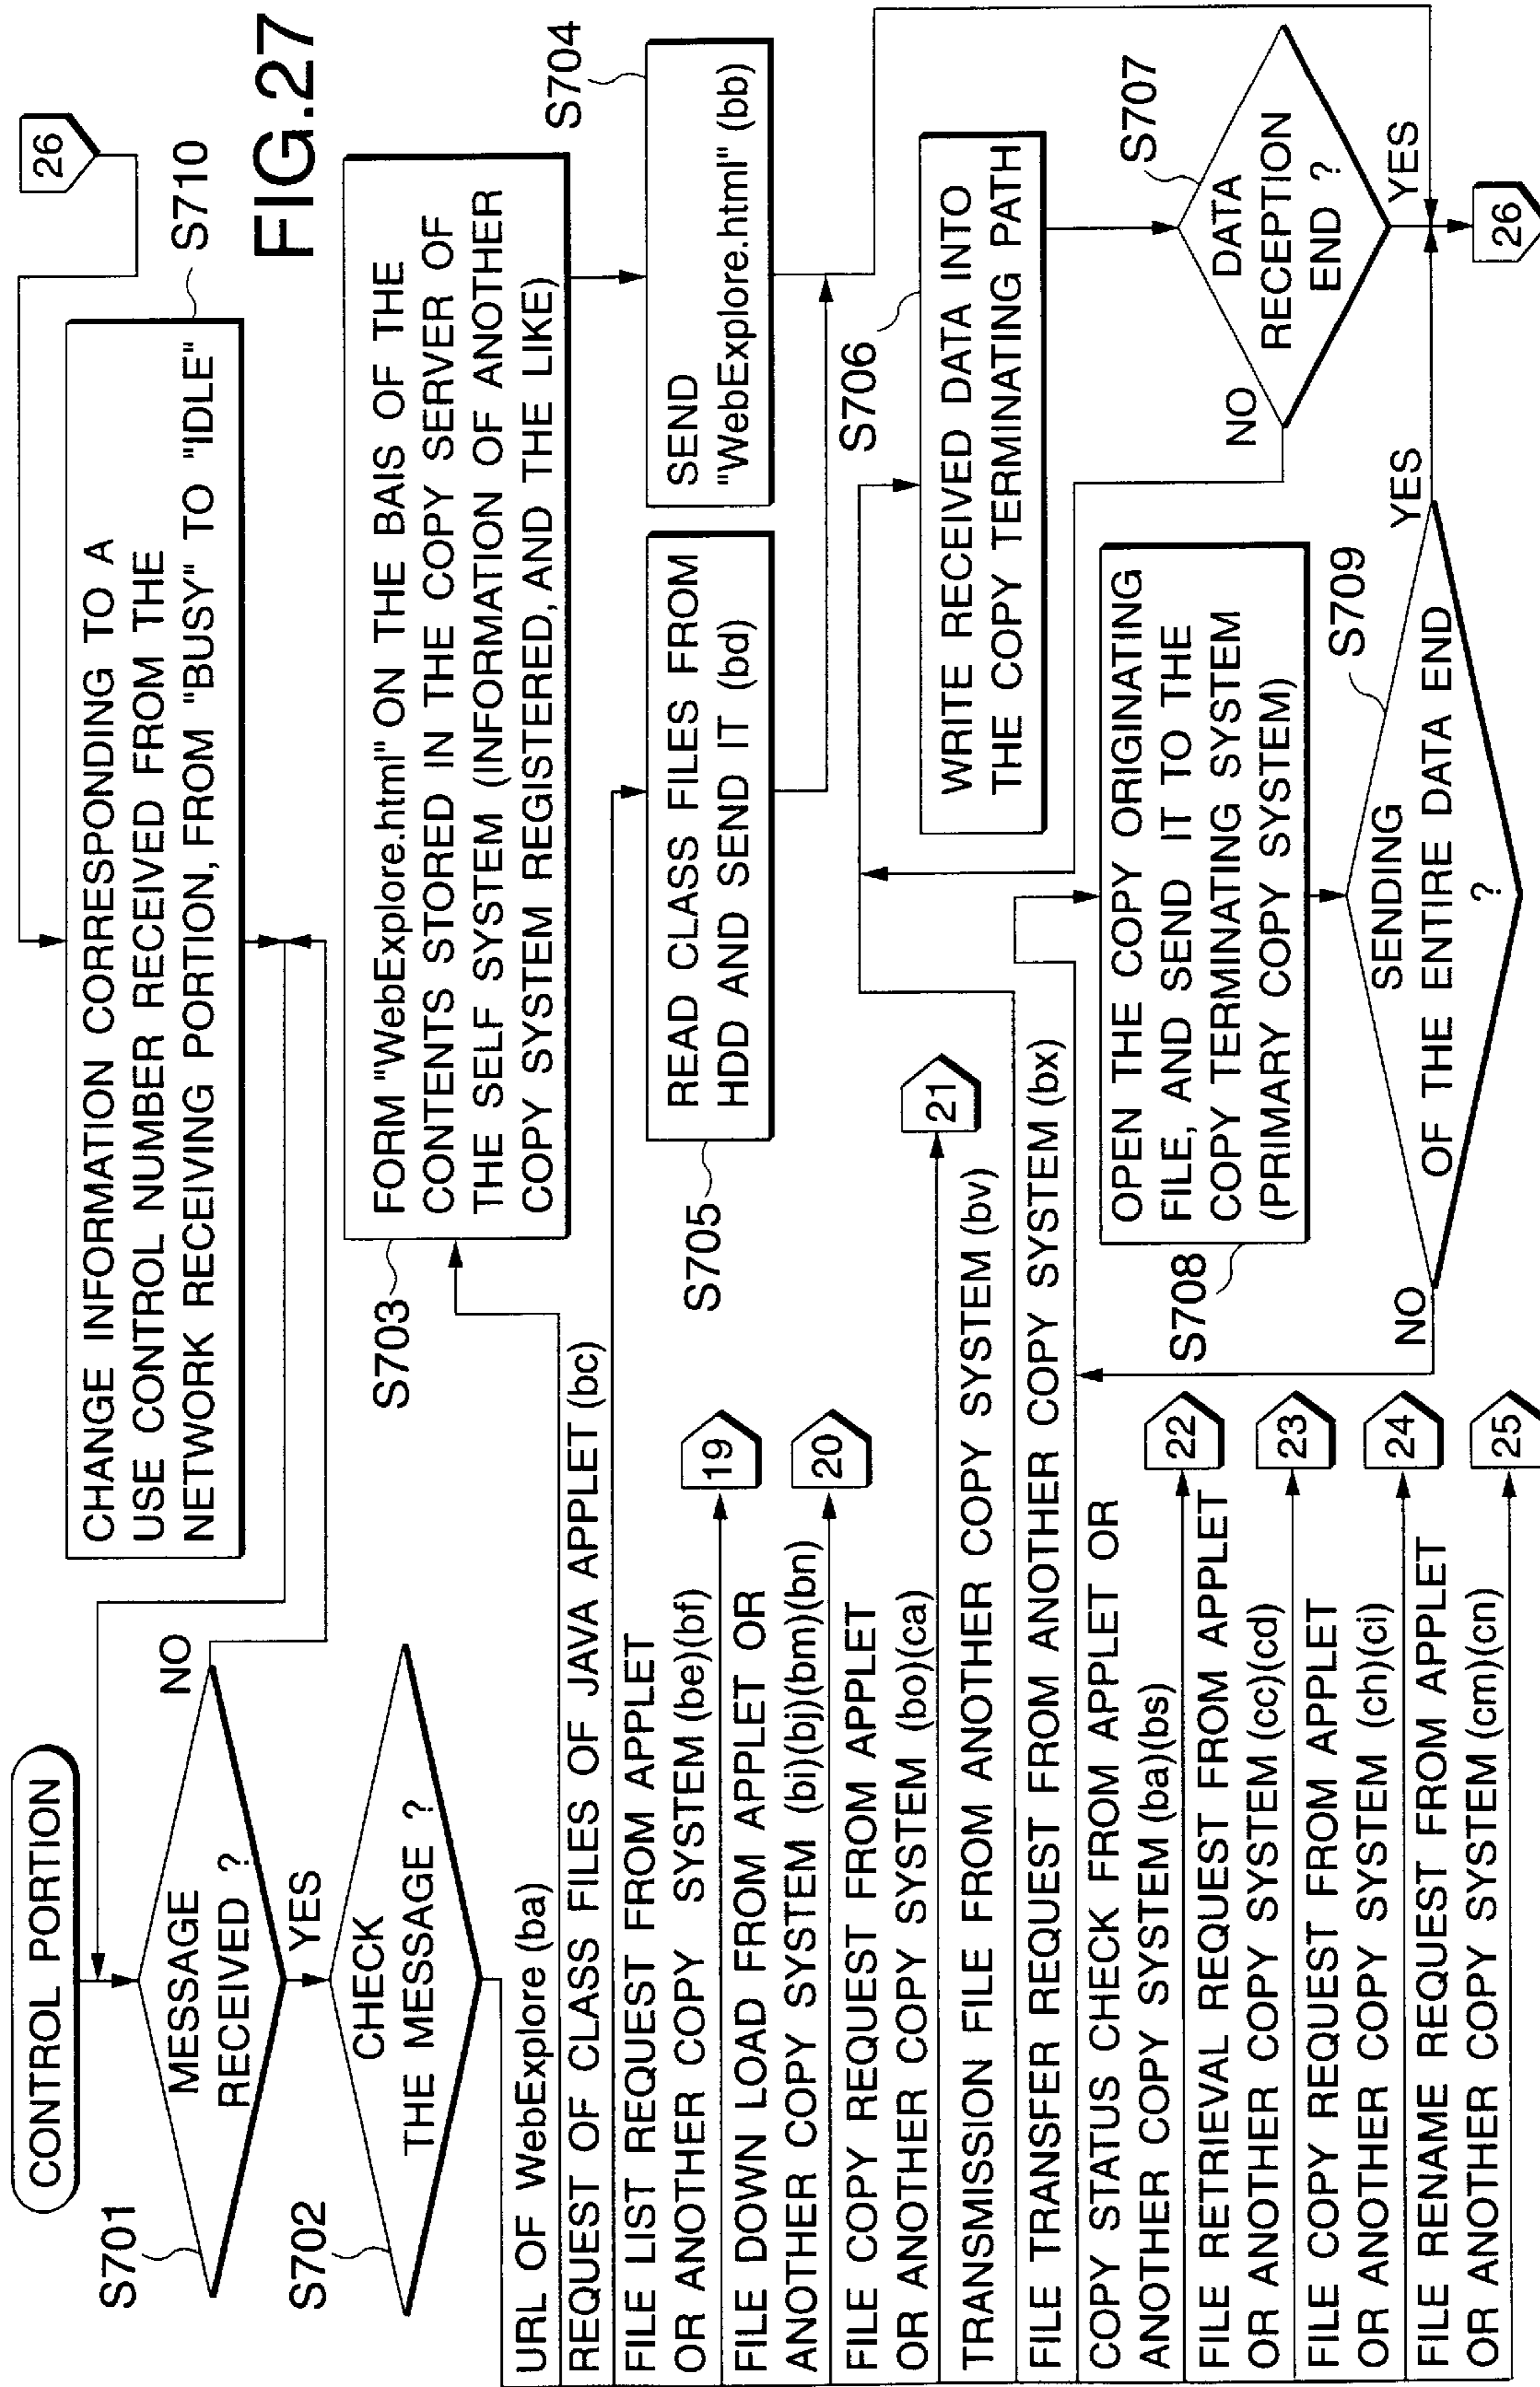 FIG.27
CONTROL PORTION
S701
MESSAGE
RECEIVED ?
NO
YES
S702
CHECK
THE MESSAGE ?
26
CHANGE INFORMATION CORRESPONDING TO A
USE CONTROL NUMBER RECEIVED FROM THE
NETWORK RECEIVING PORTION, FROM "BUSY" TO "IDLE"
S710
URL OF WebExplore (ba)
S703
FORM "WebExplore.html" ON THE BAIS OF THE
CONTENTS STORED IN THE COPY SERVER OF
THE SELF SYSTEM (INFORMATION OF ANOTHER
COPY SYSTEM REGISTERED, AND THE LIKE)
S704
SEND
"WebExplore.html" (bb)
REQUEST OF CLASS FILES OF JAVA APPLET (bc)
S705
READ CLASS FILES FROM
HDD AND SEND IT (bd)
FILE LIST REQUEST FROM APPLET
OR ANOTHER COPY SYSTEM (be)(bf)
19
FILE DOWN LOAD FROM APPLET OR
ANOTHER COPY SYSTEM (bi)(bj)(bm)(bn)
20
FILE COPY REQUEST FROM APPLET
OR ANOTHER COPY SYSTEM (bo)(ca)
21
TRANSMISSION FILE FROM ANOTHER COPY SYSTEM (bv)
S706
WRITE RECEIVED DATA INTO
THE COPY TERMINATING PATH
S707
DATA
RECEPTION
END ?
NO
YES
FILE TRANSFER REQUEST FROM ANOTHER COPY SYSTEM (bx)
S708
OPEN THE COPY ORIGINATING
FILE, AND SEND IT TO THE
COPY TERMINATING SYSTEM
(PRIMARY COPY SYSTEM)
S709
SENDING
OF THE ENTIRE DATA END
?
NO
YES
26
COPY STATUS CHECK FROM APPLET OR
ANOTHER COPY SYSTEM (ba)(bs)
22
FILE RETRIEVAL REQUEST FROM APPLET
OR ANOTHER COPY SYSTEM (cc)(cd)
23
FILE COPY REQUEST FROM APPLET
OR ANOTHER COPY SYSTEM (ch)(ci)
24
FILE RENAME REQUEST FROM APPLET
OR ANOTHER COPY SYSTEM (cm)(cn)
25